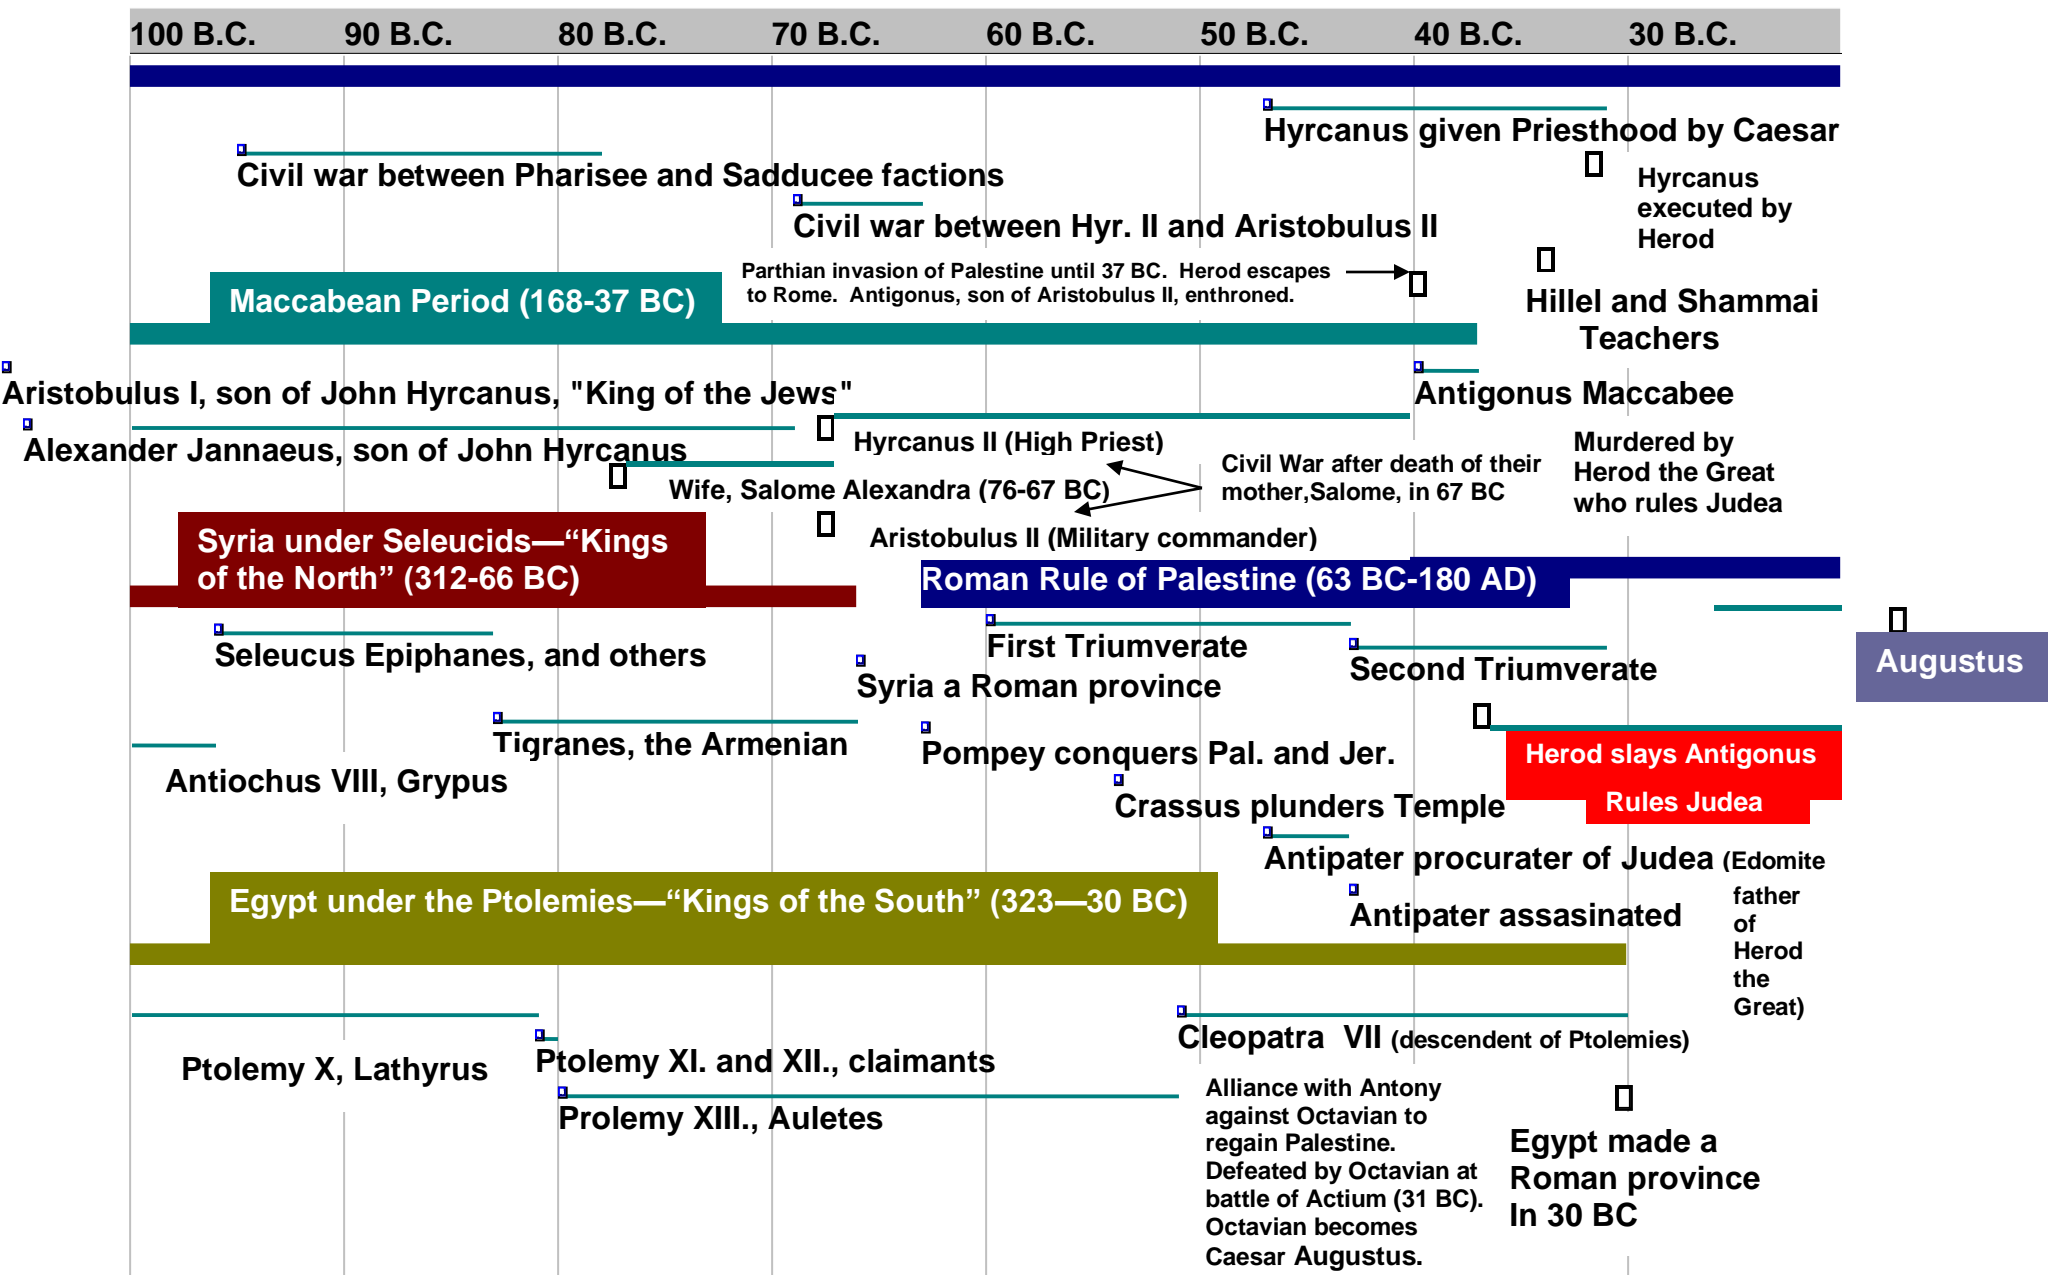 100 B.C. 90 B.C. 80 B.C. 70 B.C. 60 B.C. 50 B.C. 40 B.C. 30 B.C.
Hyrcanus given Priesthood by Caesar
Civil war between Pharisee and Sadducee factions
Hyrcanus
executed by
Herod
Civil war between Hyr. II and Aristobulus II
Parthian invasion of Palestine until 37 BC. Herod escapes
to Rome. Antigonus, son of Aristobulus II, enthroned.
Maccabean Period (168-37 BC)
Hillel and Shammai
Teachers
Aristobulus I, son of John Hyrcanus, "King of the Jews"
Antigonus Maccabee
Alexander Jannaeus, son of John Hyrcanus
Hyrcanus II (High Priest)
Murdered by
Herod the Great
who rules Judea
Civil War after death of their
mother,Salome, in 67 BC
Wife, Salome Alexandra (76-67 BC)
Aristobulus II (Military commander)
Syria under Seleucids—“Kings
of the North” (312-66 BC)
Roman Rule of Palestine (63 BC-180 AD)
First Triumverate
Seleucus Epiphanes, and others
Second Triumverate
Augustus
Syria a Roman province
Tigranes, the Armenian
Pompey conquers Pal. and Jer.
Herod slays Antigonus
Rules Judea
Antiochus VIII, Grypus
Crassus plunders Temple
Antipater procurater of Judea (Edomite
father
of
Herod
the
Great)
Egypt under the Ptolemies—“Kings of the South” (323—30 BC)
Antipater assasinated
Cleopatra VII (descendent of Ptolemies)
Ptolemy X, Lathyrus
Ptolemy XI. and XII., claimants
Prolemy XIII., Auletes
Alliance with Antony
against Octavian to
regain Palestine.
Defeated by Octavian at
battle of Actium (31 BC).
Octavian becomes
Caesar Augustus.
Egypt made a
Roman province
In 30 BC